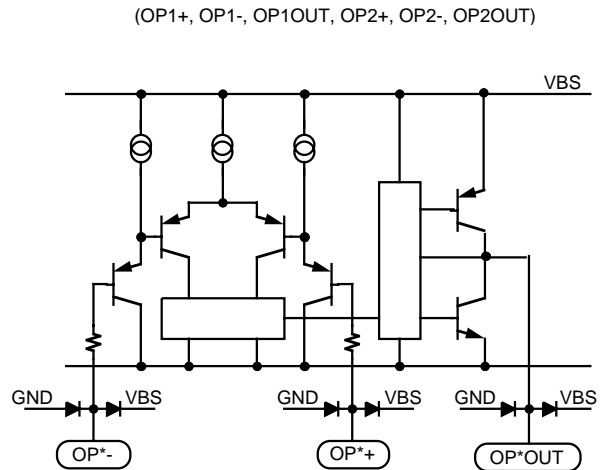 (OP1+, OP1-, OP1OUT, OP2+, OP2-, OP2OUT)
VBS
GND VBS GND VBS GND VBS
OP*- OP*+ OP*OUT